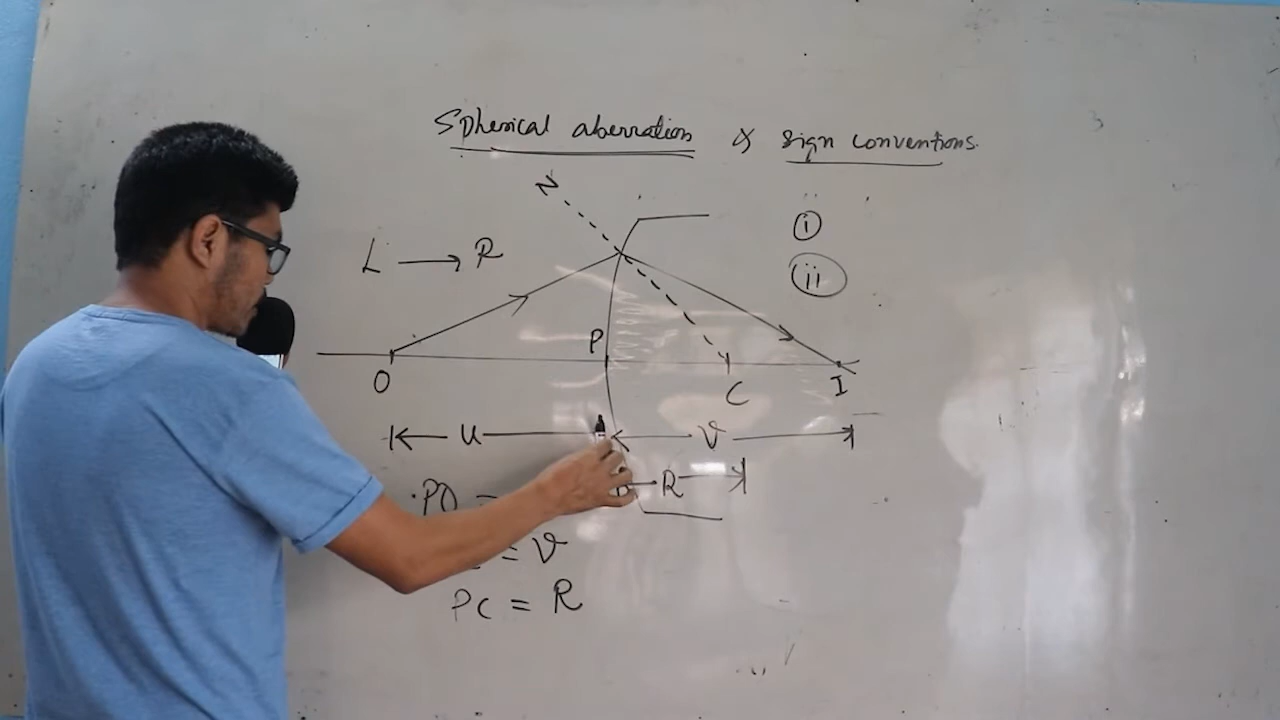 Spherical aberration & sign conventions.
N
L → R
(i)
(ii)
P
O
C
I
u
v
R
PO =
= v
PC = R